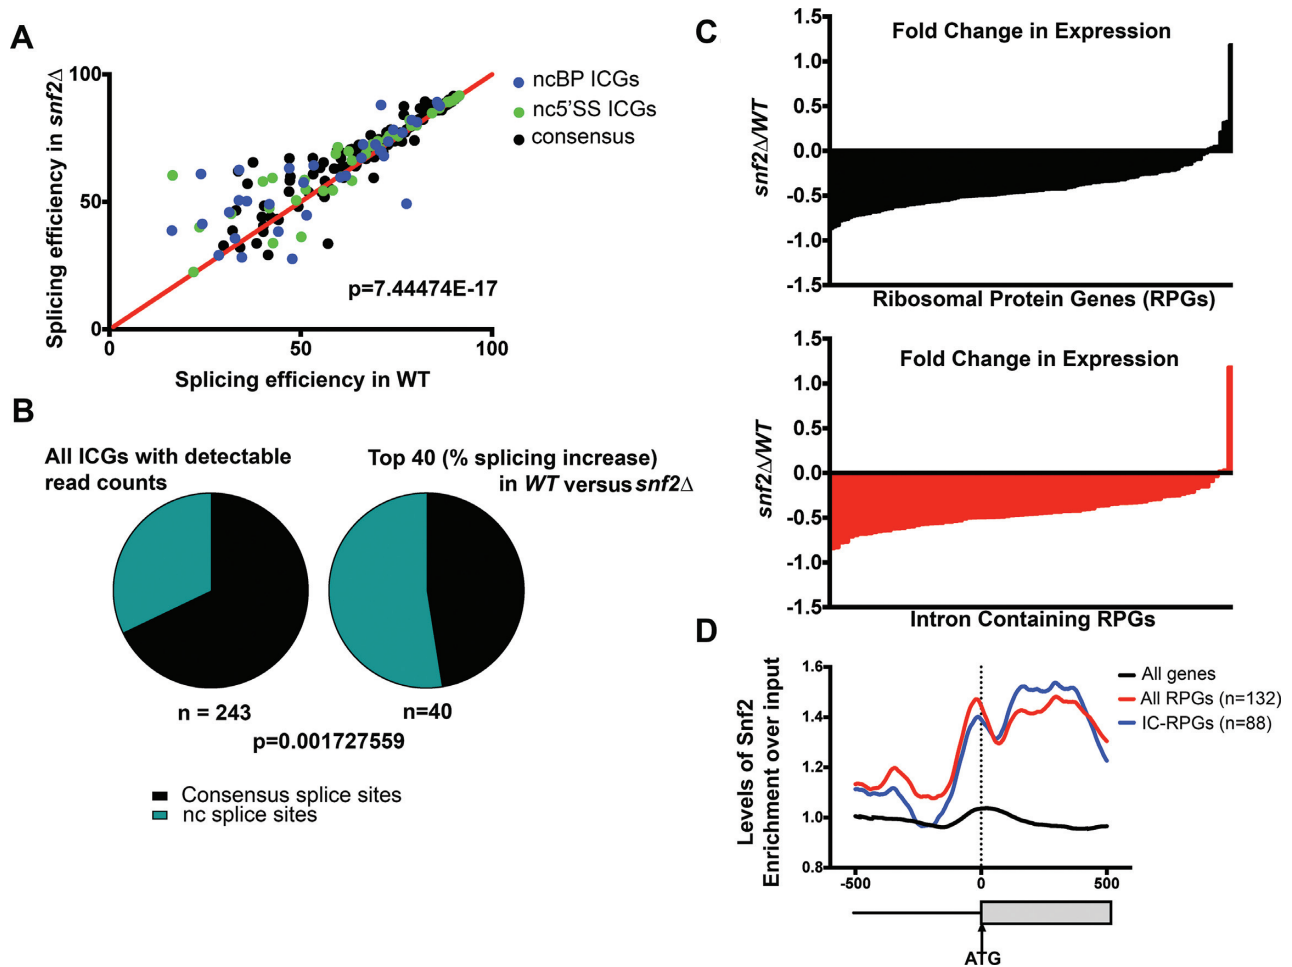 A
Splicing efficiency in snf2Δ
100
50
0
0
50
100
Splicing efficiency in WT
p=7.44474E-17
ncBP ICGs
nc5'SS ICGs
consensus
B
All ICGs with detectable
read counts
Top 40 (% splicing increase)
in WT versus snf2Δ
n = 243
n=40
p=0.001727559
Consensus splice sites
nc splice sites
C
Fold Change in Expression
snf2Δ/WT
1.5
1.0
0.5
0.0
-0.5
-1.0
-1.5
Ribosomal Protein Genes (RPGs)
Fold Change in Expression
snf2Δ/WT
1.5
1.0
0.5
0.0
-0.5
-1.0
-1.5
Intron Containing RPGs
D
Levels of Snf2
Enrichment over input
1.6
1.4
1.2
1.0
0.8
-500
0
500
All genes
All RPGs (n=132)
IC-RPGs (n=88)
ATG